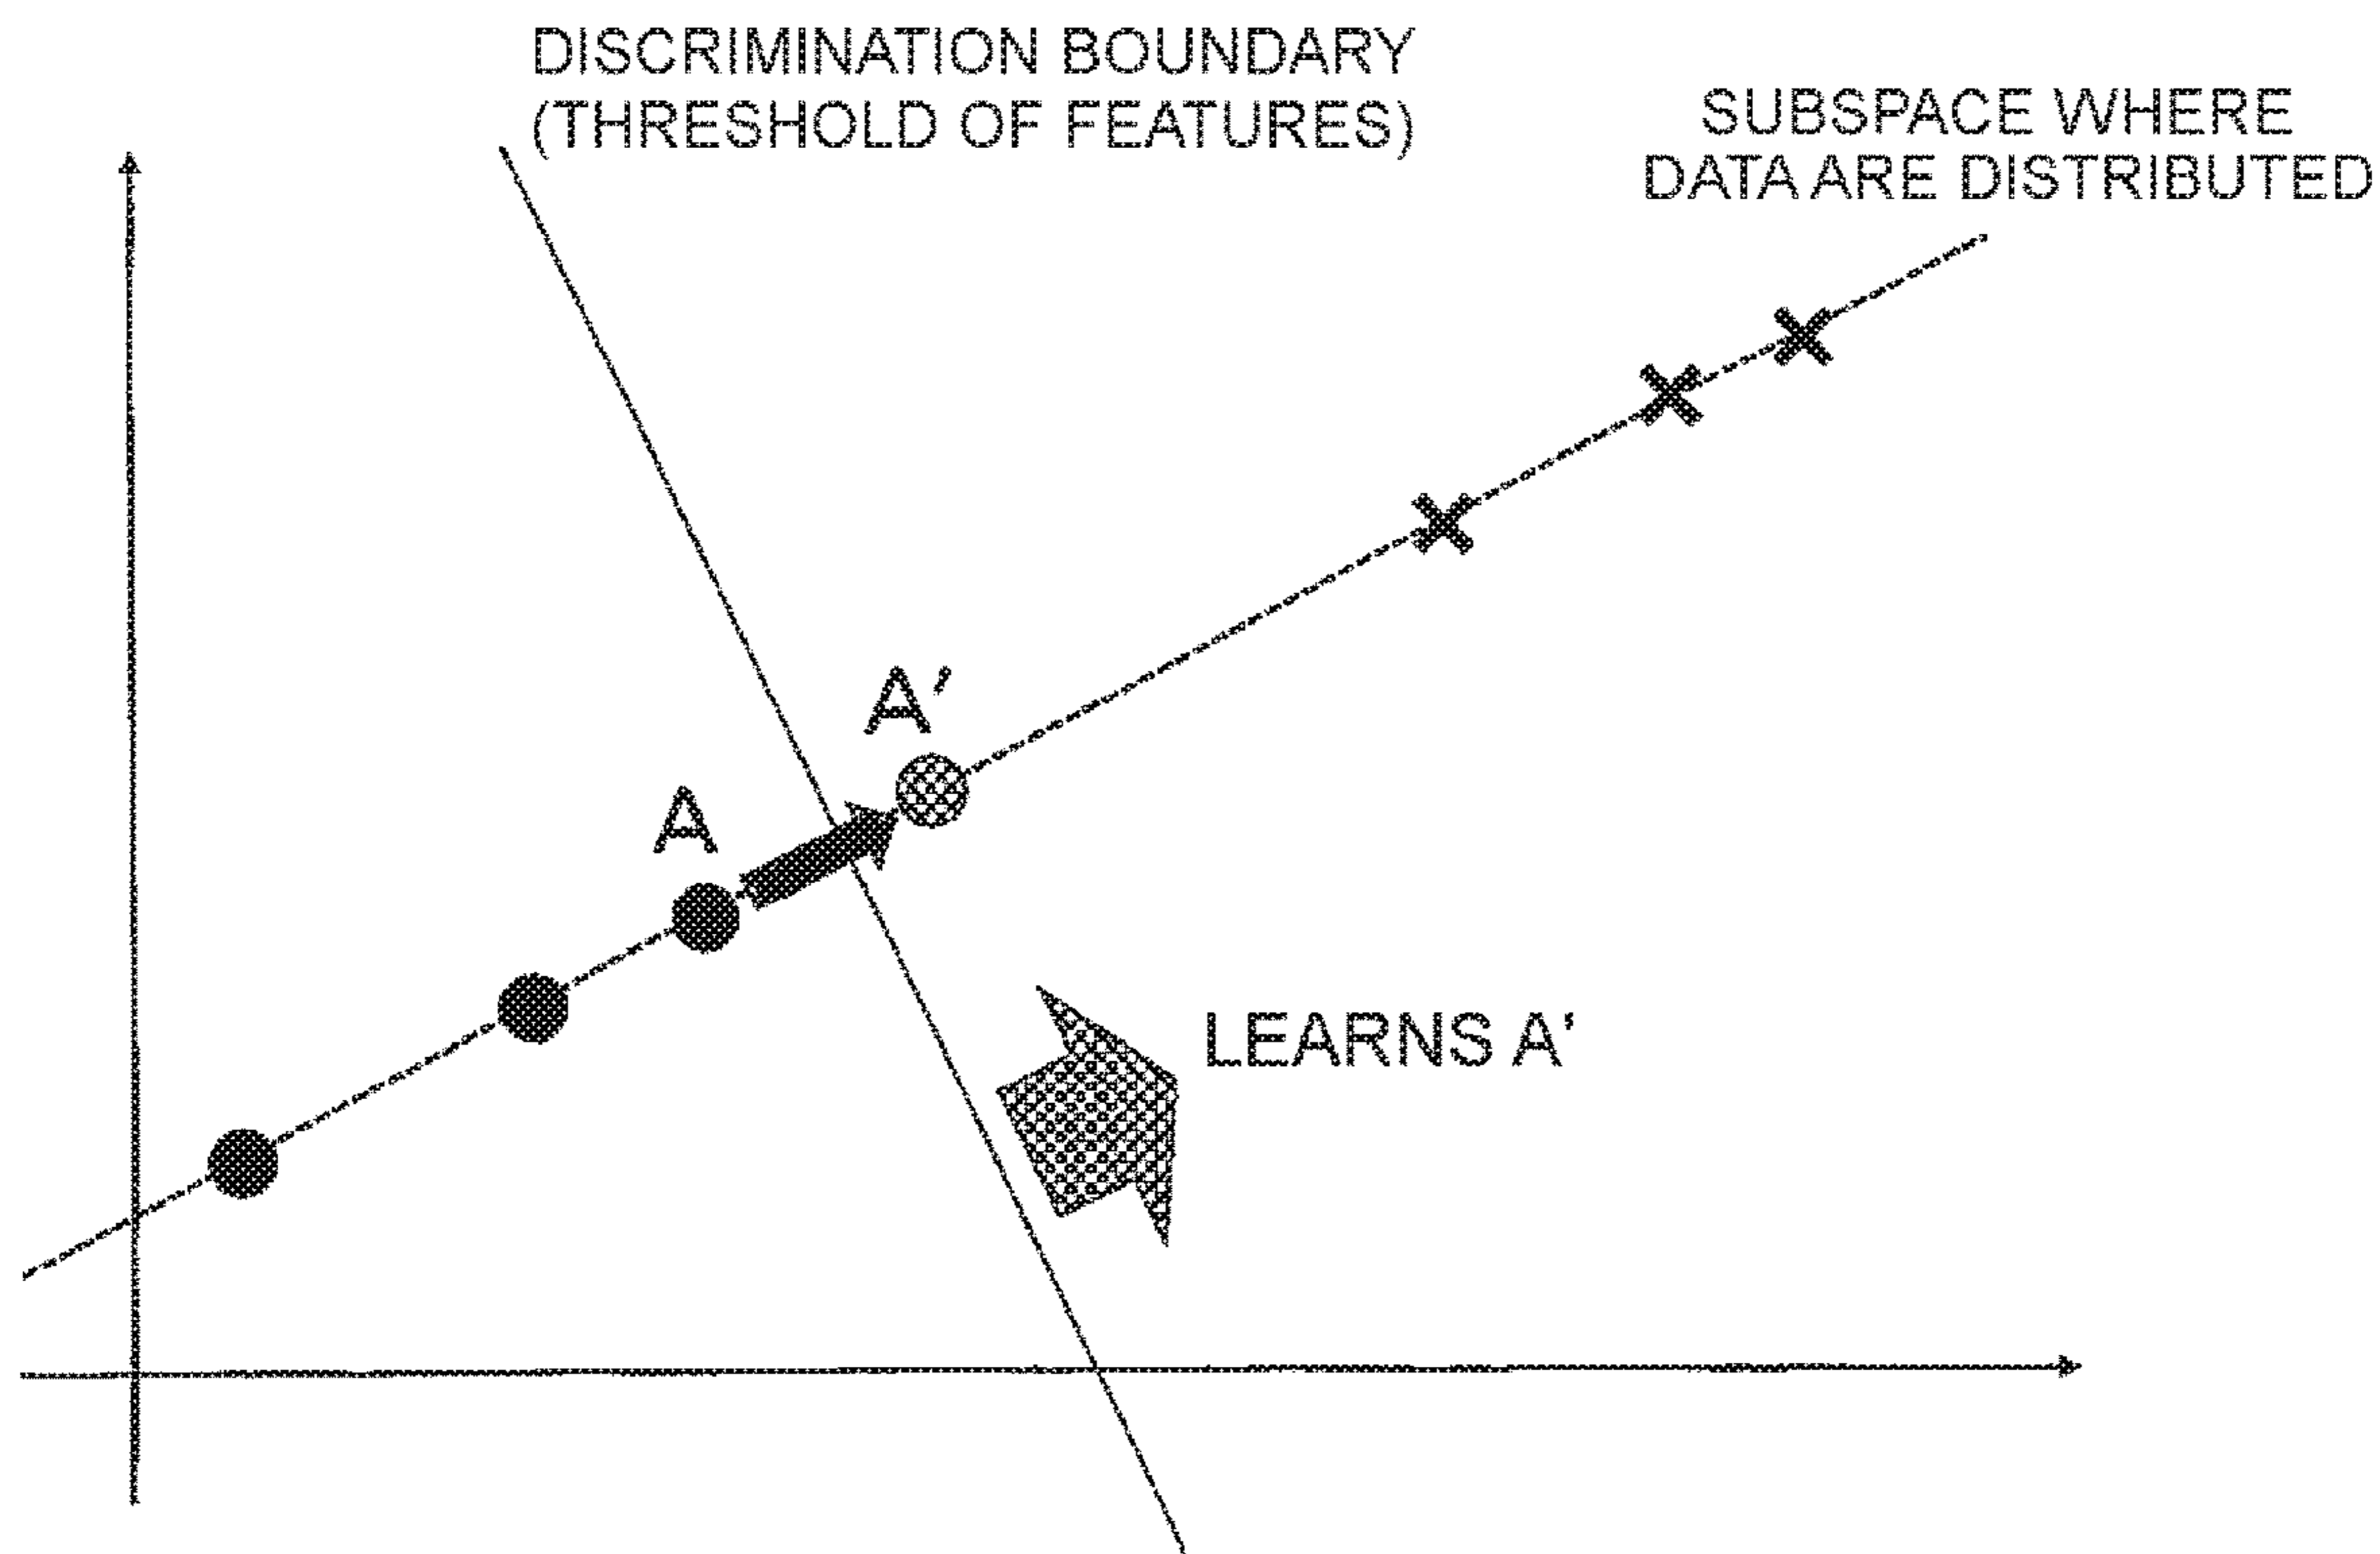 DISCRIMINATION BOUNDARY
(THRESHOLD OF FEATURES)
SUBSPACE WHERE
DATA ARE DISTRIBUTED
A'
A
LEARNS A'